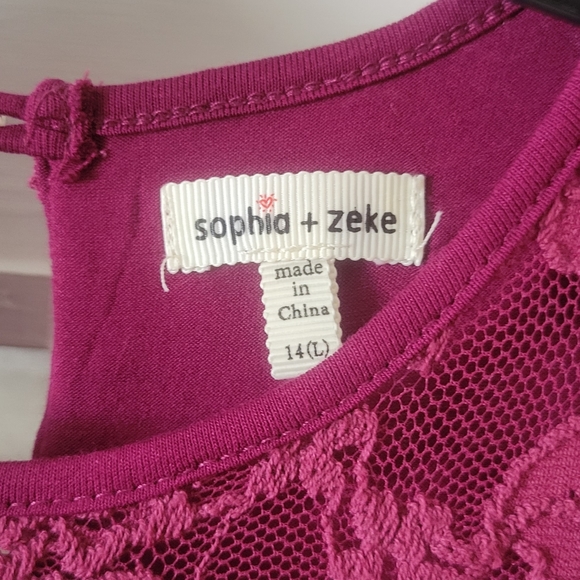 sophia + zeke
made
in
China
14(L)